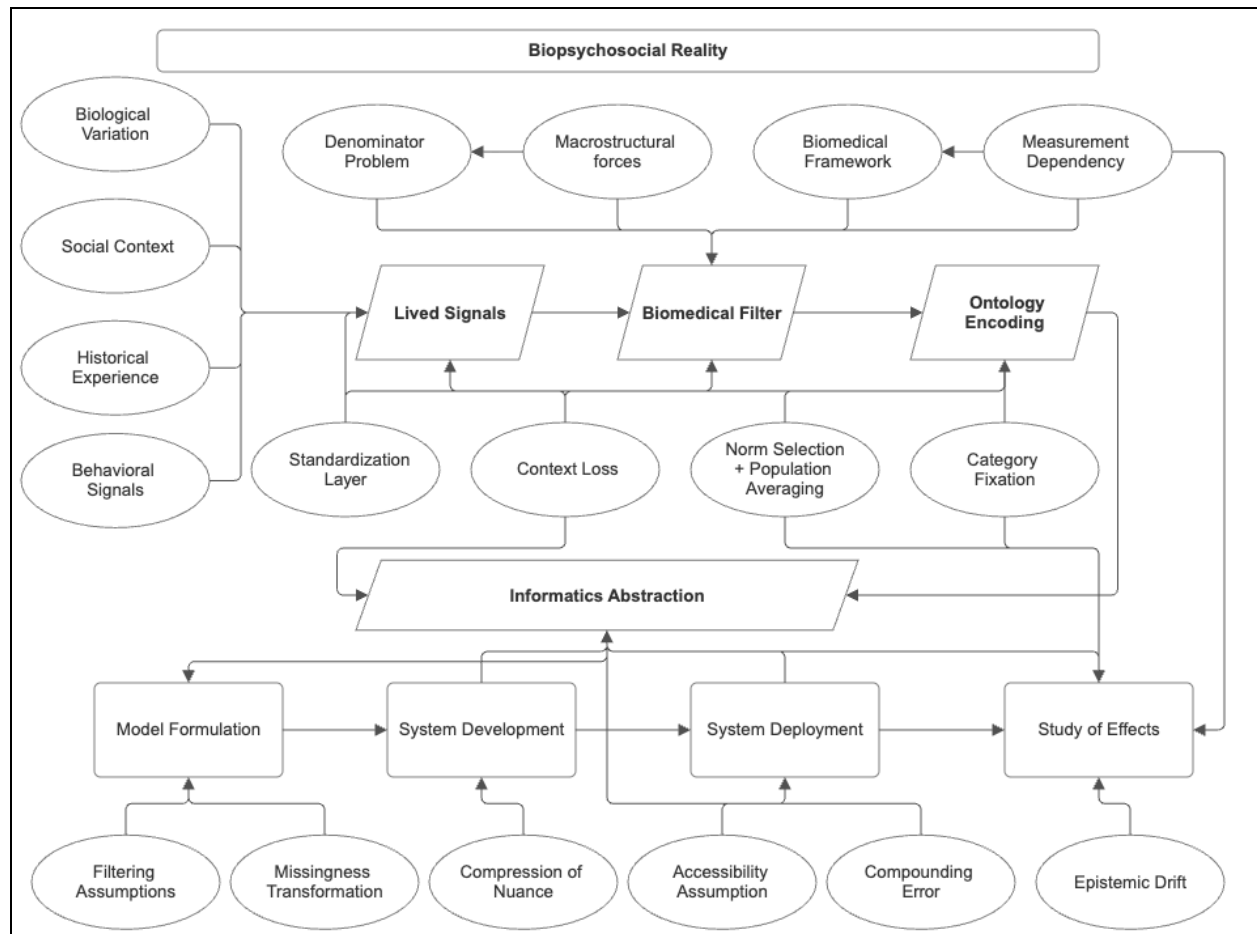 Biopsychosocial Reality
Biological
Variation
Denominator
Problem
Macrostructural
forces
Biomedical
Framework
Measurement
Dependency
Social Context
Lived Signals
Biomedical Filter
Ontology
Encoding
Historical
Experience
Behavioral
Signals
Standardization
Layer
Context Loss
Norm Selection
+ Population
Averaging
Category
Fixation
Informatics Abstraction
Model Formulation
System Development
System Deployment
Study of Effects
Filtering
Assumptions
Missingness
Transformation
Compression of
Nuance
Accessibility
Assumption
Compounding
Error
Epistemic Drift